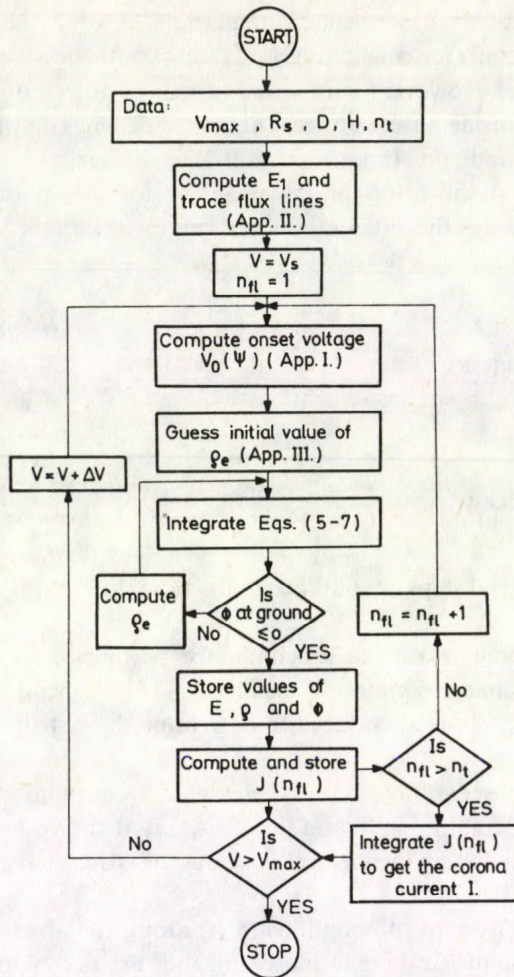 START
Data:
Vmax , Rs , D, H, nt
Compute E1 and
trace flux lines
(App. II.)
V = Vs
nfl = 1
Compute onset voltage
V0(Ψ) ( App. I.)
Guess initial value of
ρe (App. III.)
V = V + ΔV
Integrate Eqs. (5-7)
Compute
ρe
Is
ϕ at ground
≤ 0
No
YES
nfl = nfl +1
Store values of
E , ρ and ϕ
No
Compute and store
J (nfl)
Is
nfl > nt
YES
Integrate J (nfl)
to get the corona
current I.
Is
V > Vmax
No
YES
STOP